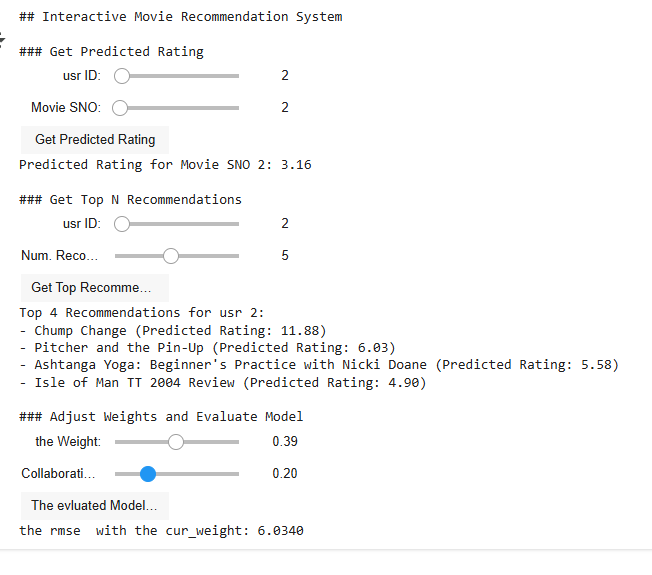 ## Interactive Movie Recommendation System
### Get Predicted Rating
usr ID: 2
Movie SNO: 2
Get Predicted Rating
Predicted Rating for Movie SNO 2: 3.16
### Get Top N Recommendations
usr ID: 2
Num. Reco... 5
Get Top Recomme...
Top 4 Recommendations for usr 2:
- Chump Change (Predicted Rating: 11.88)
- Pitcher and the Pin-Up (Predicted Rating: 6.03)
- Ashtanga Yoga: Beginner's Practice with Nicki Doane (Predicted Rating: 5.58)
- Isle of Man TT 2004 Review (Predicted Rating: 4.90)
### Adjust Weights and Evaluate Model
the Weight: 0.39
Collaborati... 0.20
The evluated Model...
the rmse  with the cur_weight: 6.0340